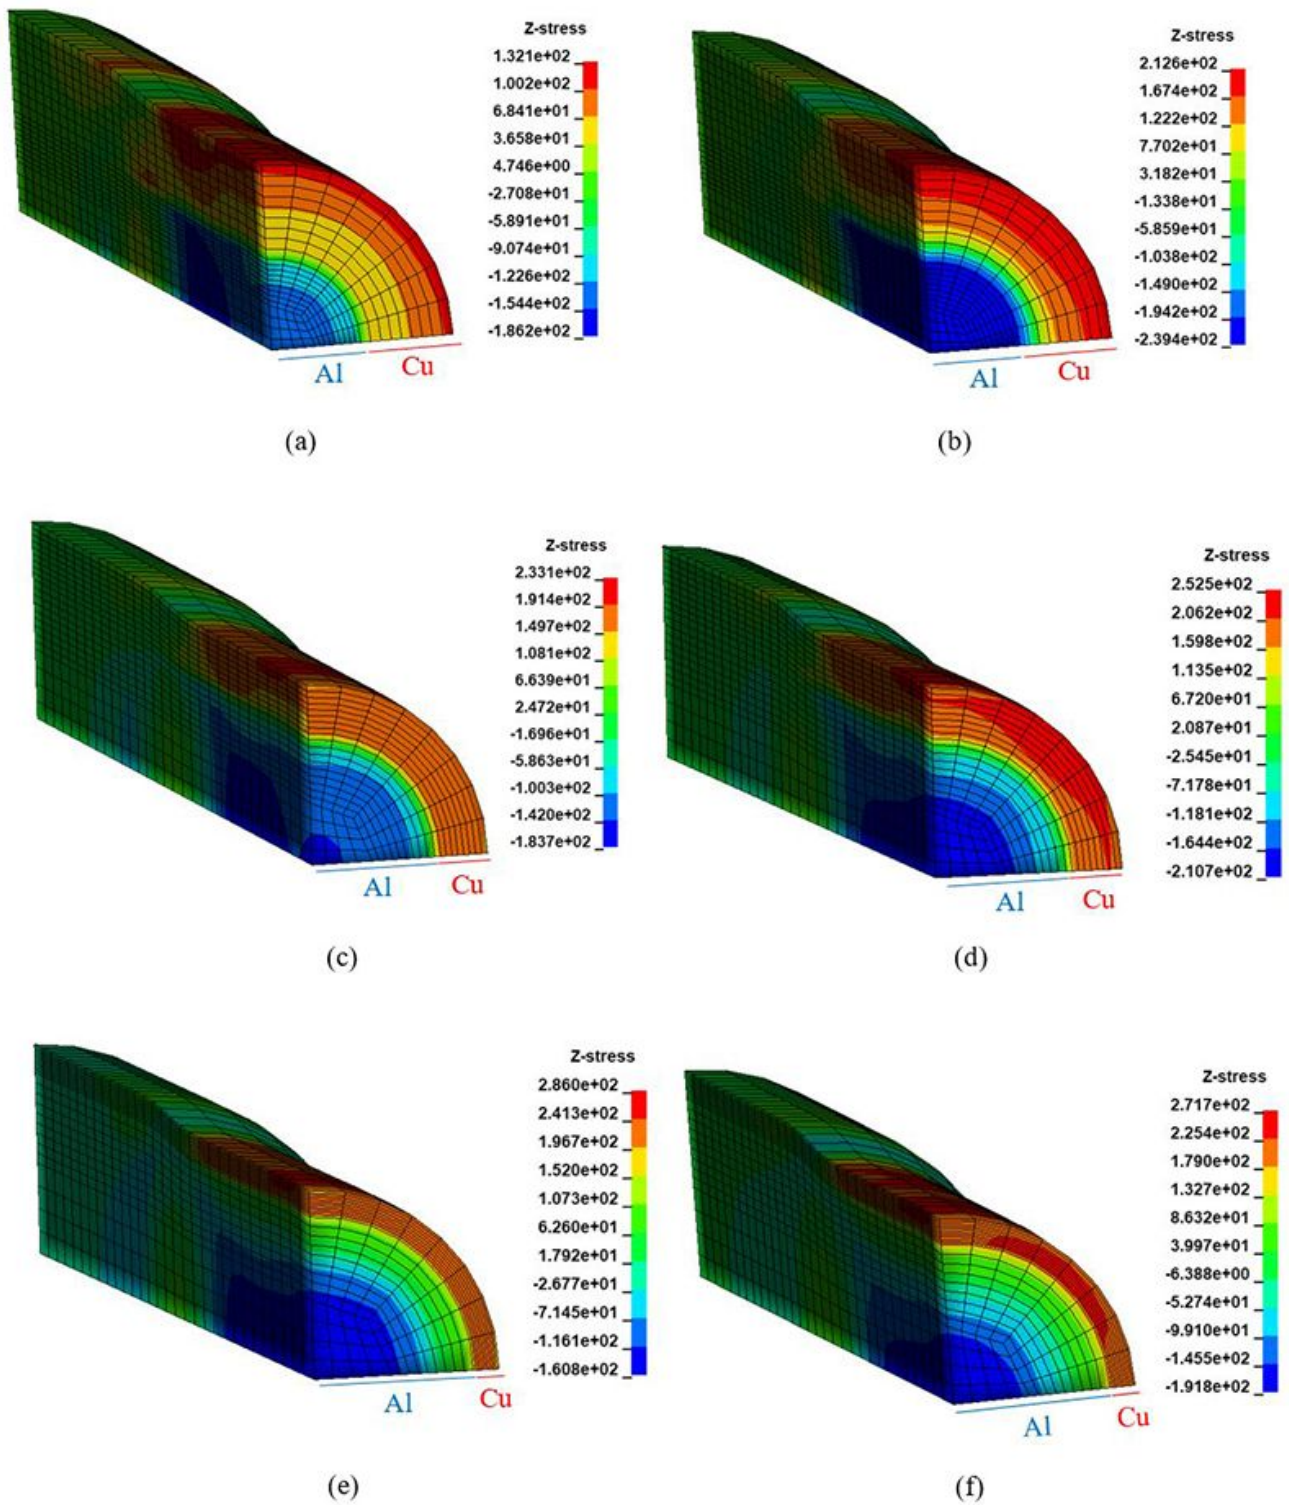 Z-stress
1.321e+02
1.002e+02
6.841e+01
3.658e+01
4.746e+00
-2.708e+01
-5.891e+01
-9.074e+01
-1.226e+02
-1.544e+02
-1.862e+02
Al
Cu
(a)
Z-stress
2.126e+02
1.674e+02
1.222e+02
7.702e+01
3.182e+01
-1.338e+01
-5.859e+01
-1.038e+02
-1.490e+02
-1.942e+02
-2.394e+02
Al
Cu
(b)
Z-stress
2.331e+02
1.914e+02
1.497e+02
1.081e+02
6.639e+01
2.472e+01
-1.696e+01
-5.863e+01
-1.003e+02
-1.420e+02
-1.837e+02
Al
Cu
(c)
Z-stress
2.525e+02
2.062e+02
1.598e+02
1.135e+02
6.720e+01
2.087e+01
-2.545e+01
-7.178e+01
-1.181e+02
-1.644e+02
-2.107e+02
Al
Cu
(d)
Z-stress
2.860e+02
2.413e+02
1.967e+02
1.520e+02
1.073e+02
6.260e+01
1.792e+01
-2.677e+01
-7.145e+01
-1.161e+02
-1.608e+02
Al
Cu
(e)
Z-stress
2.717e+02
2.254e+02
1.790e+02
1.327e+02
8.632e+01
3.997e+01
-6.388e+00
-5.274e+01
-9.910e+01
-1.455e+02
-1.918e+02
Al
Cu
(f)